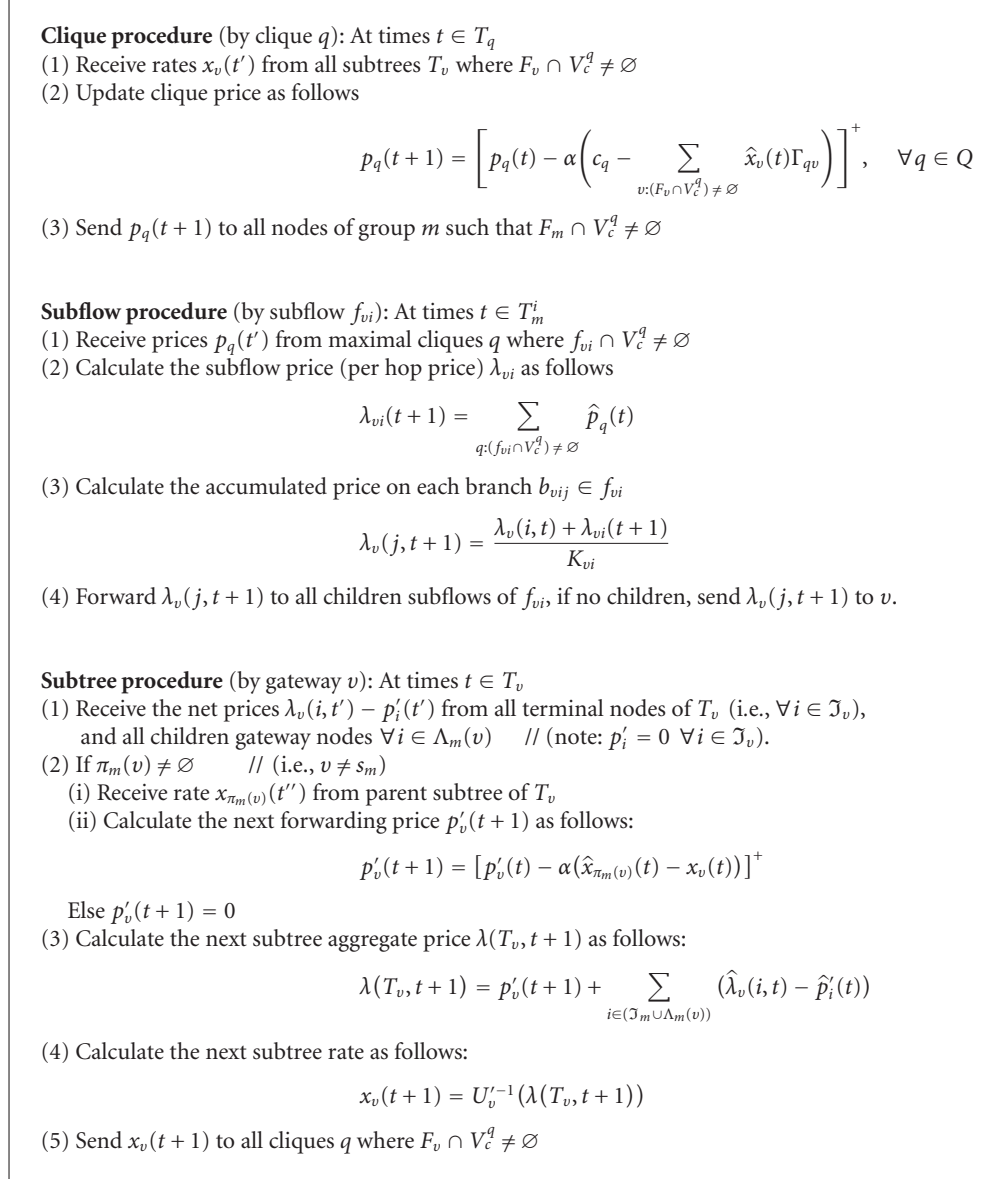 Clique procedure (by clique q): At times t ∈ T_q
(1) Receive rates x_v(t′) from all subtrees T_v where F_v ∩ V_c^q ≠ ∅
(2) Update clique price as follows
p_q(t + 1) = [p_q(t) − α(c_q − ∑_{v:(F_v∩V_c^q)≠∅} x̂_v(t)Γ_{qv})]^+, ∀q ∈ Q
(3) Send p_q(t + 1) to all nodes of group m such that F_m ∩ V_c^q ≠ ∅
Subflow procedure (by subflow f_{vi}): At times t ∈ T_m^i
(1) Receive prices p_q(t′) from maximal cliques q where f_{vi} ∩ V_c^q ≠ ∅
(2) Calculate the subflow price (per hop price) λ_{vi} as follows
λ_{vi}(t + 1) = ∑_{q:(f_{vi}∩V_c^q)≠∅} p̂_q(t)
(3) Calculate the accumulated price on each branch b_{vij} ∈ f_{vi}
λ_v(j, t + 1) = (λ_v(i, t) + λ_{vi}(t + 1)) / K_{vi}
(4) Forward λ_v(j, t + 1) to all children subflows of f_{vi}, if no children, send λ_v(j, t + 1) to v.
Subtree procedure (by gateway v): At times t ∈ T_v
(1) Receive the net prices λ_v(i, t′) − p′_i(t′) from all terminal nodes of T_v (i.e., ∀i ∈ ℑ_v),
and all children gateway nodes ∀i ∈ Λ_m(v) // (note: p′_i = 0 ∀i ∈ ℑ_v).
(2) If π_m(v) ≠ ∅ // (i.e., v ≠ s_m)
(i) Receive rate x_{π_m(v)}(t″) from parent subtree of T_v
(ii) Calculate the next forwarding price p′_v(t + 1) as follows:
p′_v(t + 1) = [p′_v(t) − α(x̂_{π_m(v)}(t) − x_v(t))]^+
Else p′_v(t + 1) = 0
(3) Calculate the next subtree aggregate price λ(T_v, t + 1) as follows:
λ(T_v, t + 1) = p′_v(t + 1) + ∑_{i∈(ℑ_m∪Λ_m(v))} (λ̂_v(i, t) − p̂′_i(t))
(4) Calculate the next subtree rate as follows:
x_v(t + 1) = U′_v^{−1}(λ(T_v, t + 1))
(5) Send x_v(t + 1) to all cliques q where F_v ∩ V_c^q ≠ ∅